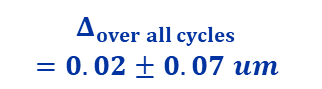 Δover all cycles
= 0.02 ± 0.07 um